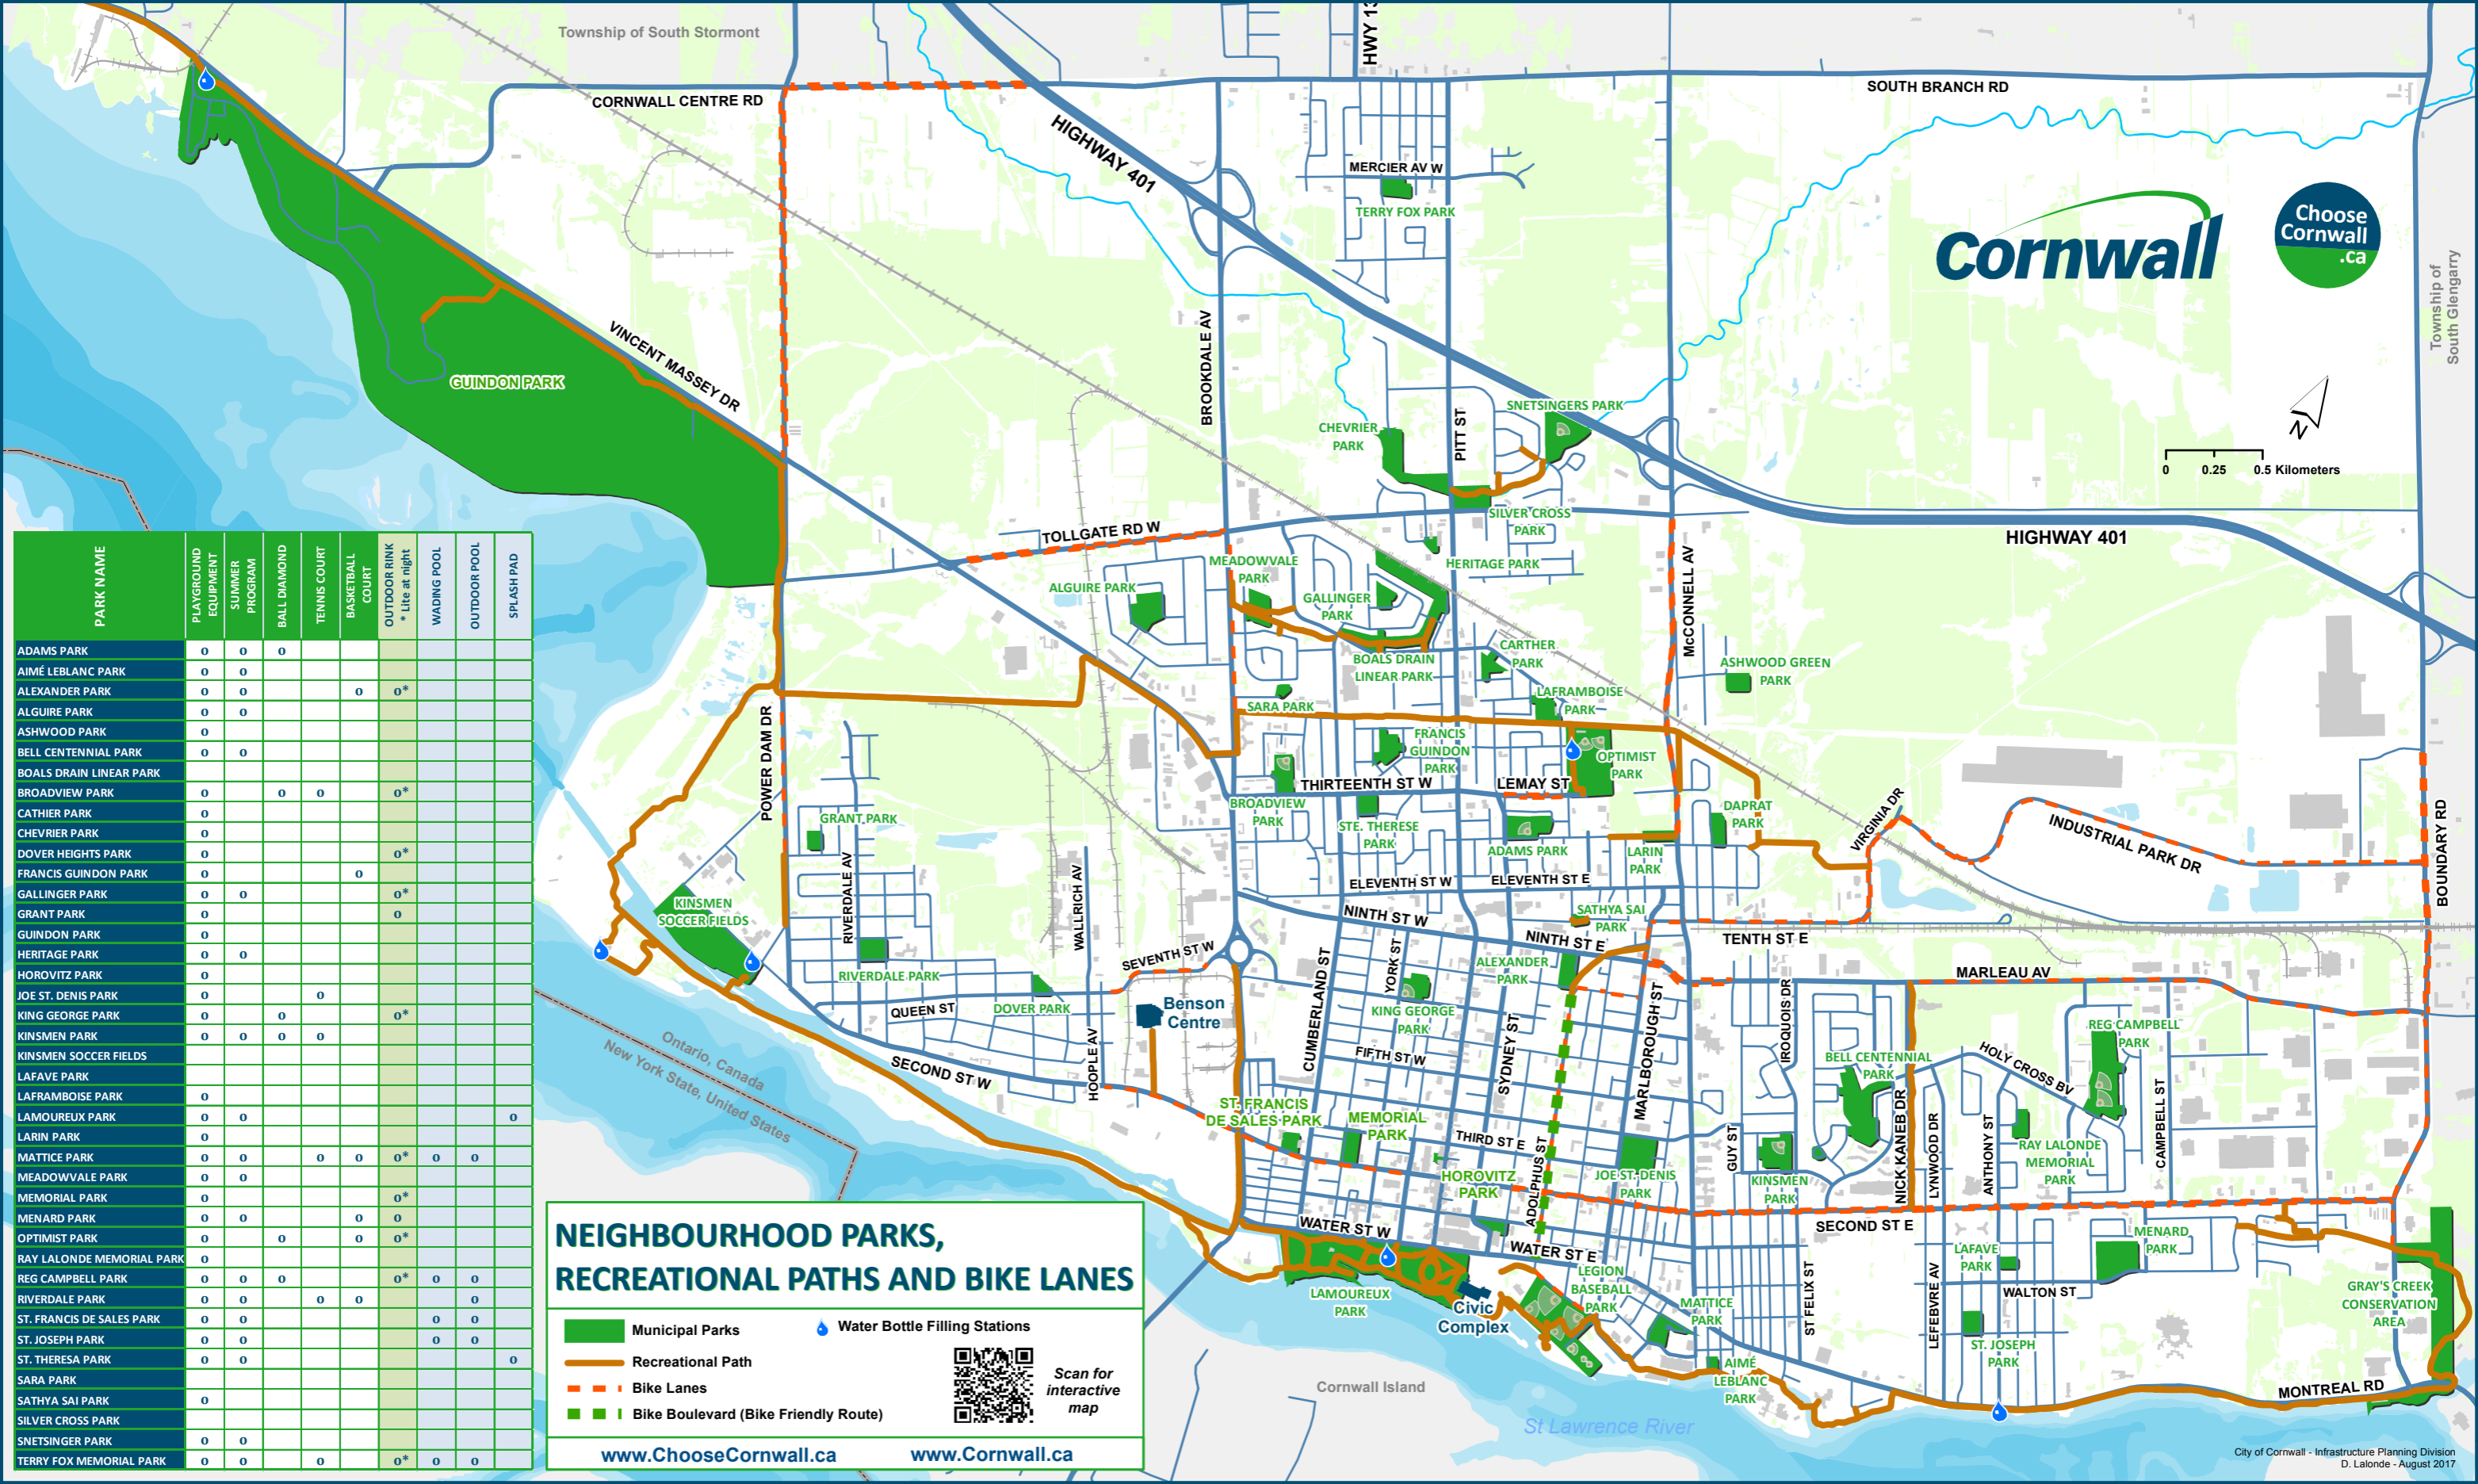 Township of South Stormont
HWY 13
CORNWALL CENTRE RD
SOUTH BRANCH RD
HIGHWAY 401
MERCIER AV W
TERRY FOX PARK
Cornwall
Choose
Cornwall
.ca
Township of
South Glengarry
VINCENT MASSEY DR
GUINDON PARK
BROOKDALE AV
PITT ST
SNETSINGERS PARK
CHEVRIER
PARK
N
0 0.25 0.5 Kilometers
SILVER CROSS
PARK
HIGHWAY 401
TOLLGATE RD W
McCONNELL AV
MEADOWVALE
PARK
HERITAGE PARK
ALGUIRE PARK
GALLINGER
PARK
CARTHER
PARK
BOALS DRAIN
LINEAR PARK
ASHWOOD GREEN
PARK
LAFRAMBOISE
PARK
SARA PARK
FRANCIS
GUINDON
PARK
OPTIMIST
PARK
POWER DAM DR
THIRTEENTH ST W
LEMAY ST
BROADVIEW
PARK
STE. THERESE
PARK
ADAMS PARK
LARIN
PARK
DAPRAT
PARK
VIRGINIA DR
INDUSTRIAL PARK DR
BOUNDARY RD
GRANT PARK
RIVERDALE AV
WALLRICH AV
ELEVENTH ST W
ELEVENTH ST E
KINSMEN
SOCCER FIELDS
NINTH ST W
SATHYA SAI
PARK
NINTH ST E
TENTH ST E
SEVENTH ST W
RIVERDALE PARK
DOVER PARK
QUEEN ST
Benson
Centre
CUMBERLAND ST
YORK ST
ALEXANDER
PARK
KING GEORGE
PARK
MARLEAU AV
IROQUOIS DR
SYDNEY ST
MARLBOROUGH ST
REG CAMPBELL
PARK
HOLY CROSS BV
BELL CENTENNIAL
PARK
Ontario, Canada
New York State, United States
SECOND ST W
HOOPLE AV
FIFTH ST W
ST. FRANCIS
DE SALES PARK
MEMORIAL
PARK
THIRD ST E
ADOLPHUS ST
HOROVITZ
PARK
JOE ST. DENIS
PARK
GUY ST
KINSMEN
PARK
NICK KANEB DR
LYNWOOD DR
ANTHONY ST
RAY LALONDE
MEMORIAL
PARK
CAMPBELL ST
SECOND ST E
WATER ST W
WATER ST E
LAMOUREUX
PARK
Civic
Complex
LEGION
BASEBALL
PARK
MATTICE
PARK
AIMÉ
LEBLANC
PARK
ST FELIX ST
LEFEBVRE AV
LAFAVE
PARK
MENARD
PARK
WALTON ST
ST. JOSEPH
PARK
GRAY'S CREEK
CONSERVATION
AREA
MONTREAL RD
Cornwall Island
St Lawrence River
PARK NAME PLAYGROUND EQUIPMENT SUMMER PROGRAM BALL DIAMOND TENNIS COURT BASKETBALL COURT OUTDOOR RINK * Lite at night WADING POOL OUTDOOR POOL SPLASH PAD
ADAMS PARK o o o
AIMÉ LEBLANC PARK o o
ALEXANDER PARK o o o o*
ALGUIRE PARK o o
ASHWOOD PARK o
BELL CENTENNIAL PARK o o
BOALS DRAIN LINEAR PARK
BROADVIEW PARK o o o o*
CATHIER PARK o
CHEVRIER PARK o
DOVER HEIGHTS PARK o o*
FRANCIS GUINDON PARK o o
GALLINGER PARK o o o*
GRANT PARK o o
GUINDON PARK o
HERITAGE PARK o o
HOROVITZ PARK o
JOE ST. DENIS PARK o o
KING GEORGE PARK o o o*
KINSMEN PARK o o o o
KINSMEN SOCCER FIELDS
LAFAVE PARK
LAFRAMBOISE PARK o
LAMOUREUX PARK o o o
LARIN PARK o
MATTICE PARK o o o o o* o o
MEADOWVALE PARK o o
MEMORIAL PARK o o*
MENARD PARK o o o o
OPTIMIST PARK o o o o*
RAY LALONDE MEMORIAL PARK o
REG CAMPBELL PARK o o o o* o o
RIVERDALE PARK o o o o o
ST. FRANCIS DE SALES PARK o o o o
ST. JOSEPH PARK o o o o
ST. THERESA PARK o o o
SARA PARK
SATHYA SAI PARK o
SILVER CROSS PARK
SNETSINGER PARK o o
TERRY FOX MEMORIAL PARK o o o o* o o
NEIGHBOURHOOD PARKS,
RECREATIONAL PATHS AND BIKE LANES
Municipal Parks
Water Bottle Filling Stations
Recreational Path
Bike Lanes
Bike Boulevard (Bike Friendly Route)
Scan for
interactive
map
www.ChooseCornwall.ca www.Cornwall.ca
City of Cornwall - Infrastructure Planning Division
D. Lalonde - August 2017